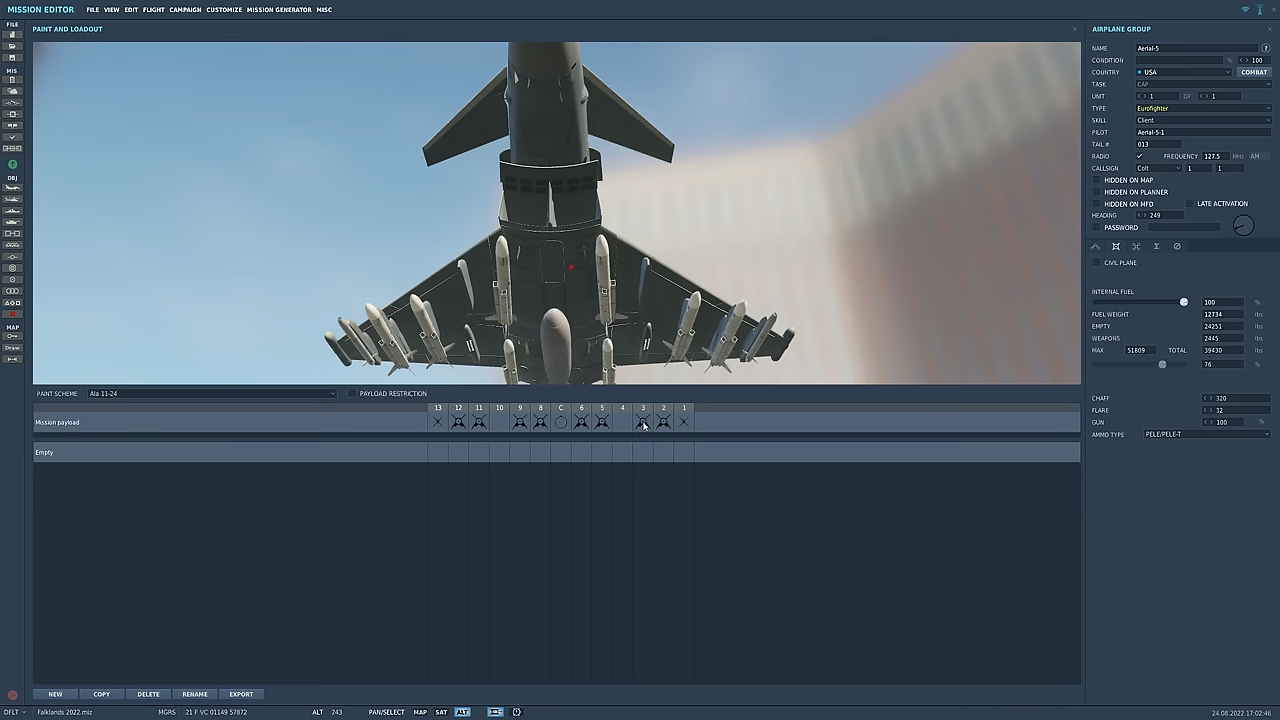 MISSION EDITOR FILE VIEW EDIT FLIGHT CAMPAIGN CUSTOMIZE MISSION GENERATOR MISC
FILE
MIS
OBJ
MAP
Draw
PAINT AND LOADOUT
PAINT SCHEME Ala 11-24 PAYLOAD RESTRICTION
13 12 11 10 9 8 C 6 5 4 3 2 1
Mission payload
Empty
NEW COPY DELETE RENAME EXPORT
AIRPLANE GROUP
NAME Aerial-5 ?
CONDITION % < > 100
COUNTRY USA COMBAT
TASK CAP
UNIT < > 1 OF < > 1
TYPE Eurofighter
SKILL Client
PILOT Aerial-5-1
TAIL # 013
RADIO FREQUENCY 127.5 MHz AM
CALLSIGN Colt 1 1
HIDDEN ON MAP
HIDDEN ON PLANNER
HIDDEN ON MFD LATE ACTIVATION
HEADING < > 249
PASSWORD
CIVIL PLANE
INTERNAL FUEL
100 %
FUEL WEIGHT 12734 lbs
EMPTY 24251 lbs
WEAPONS 2445 lbs
MAX 51809 TOTAL 39430 lbs
76 %
CHAFF < > 320
FLARE < > 32
GUN < > 100 %
AMMO TYPE PELE/PELE-T
DFLT Falklands 2022.miz MGRS 21 F VC 01149 57872 ALT 243 PAN/SELECT MAP SAT ALT 24.08.2022 17:02:46